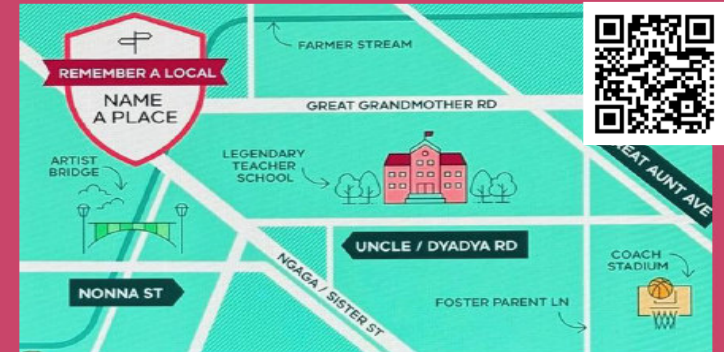 FARMER STREAM
REMEMBER A LOCAL
NAME
A PLACE
GREAT GRANDMOTHER RD
ARTIST
BRIDGE
LEGENDARY
TEACHER
SCHOOL
EAT AUNT AVE
UNCLE / DYADYA RD
NGAGA / SISTER ST
NONNA ST
COACH
STADIUM
FOSTER PARENT LN